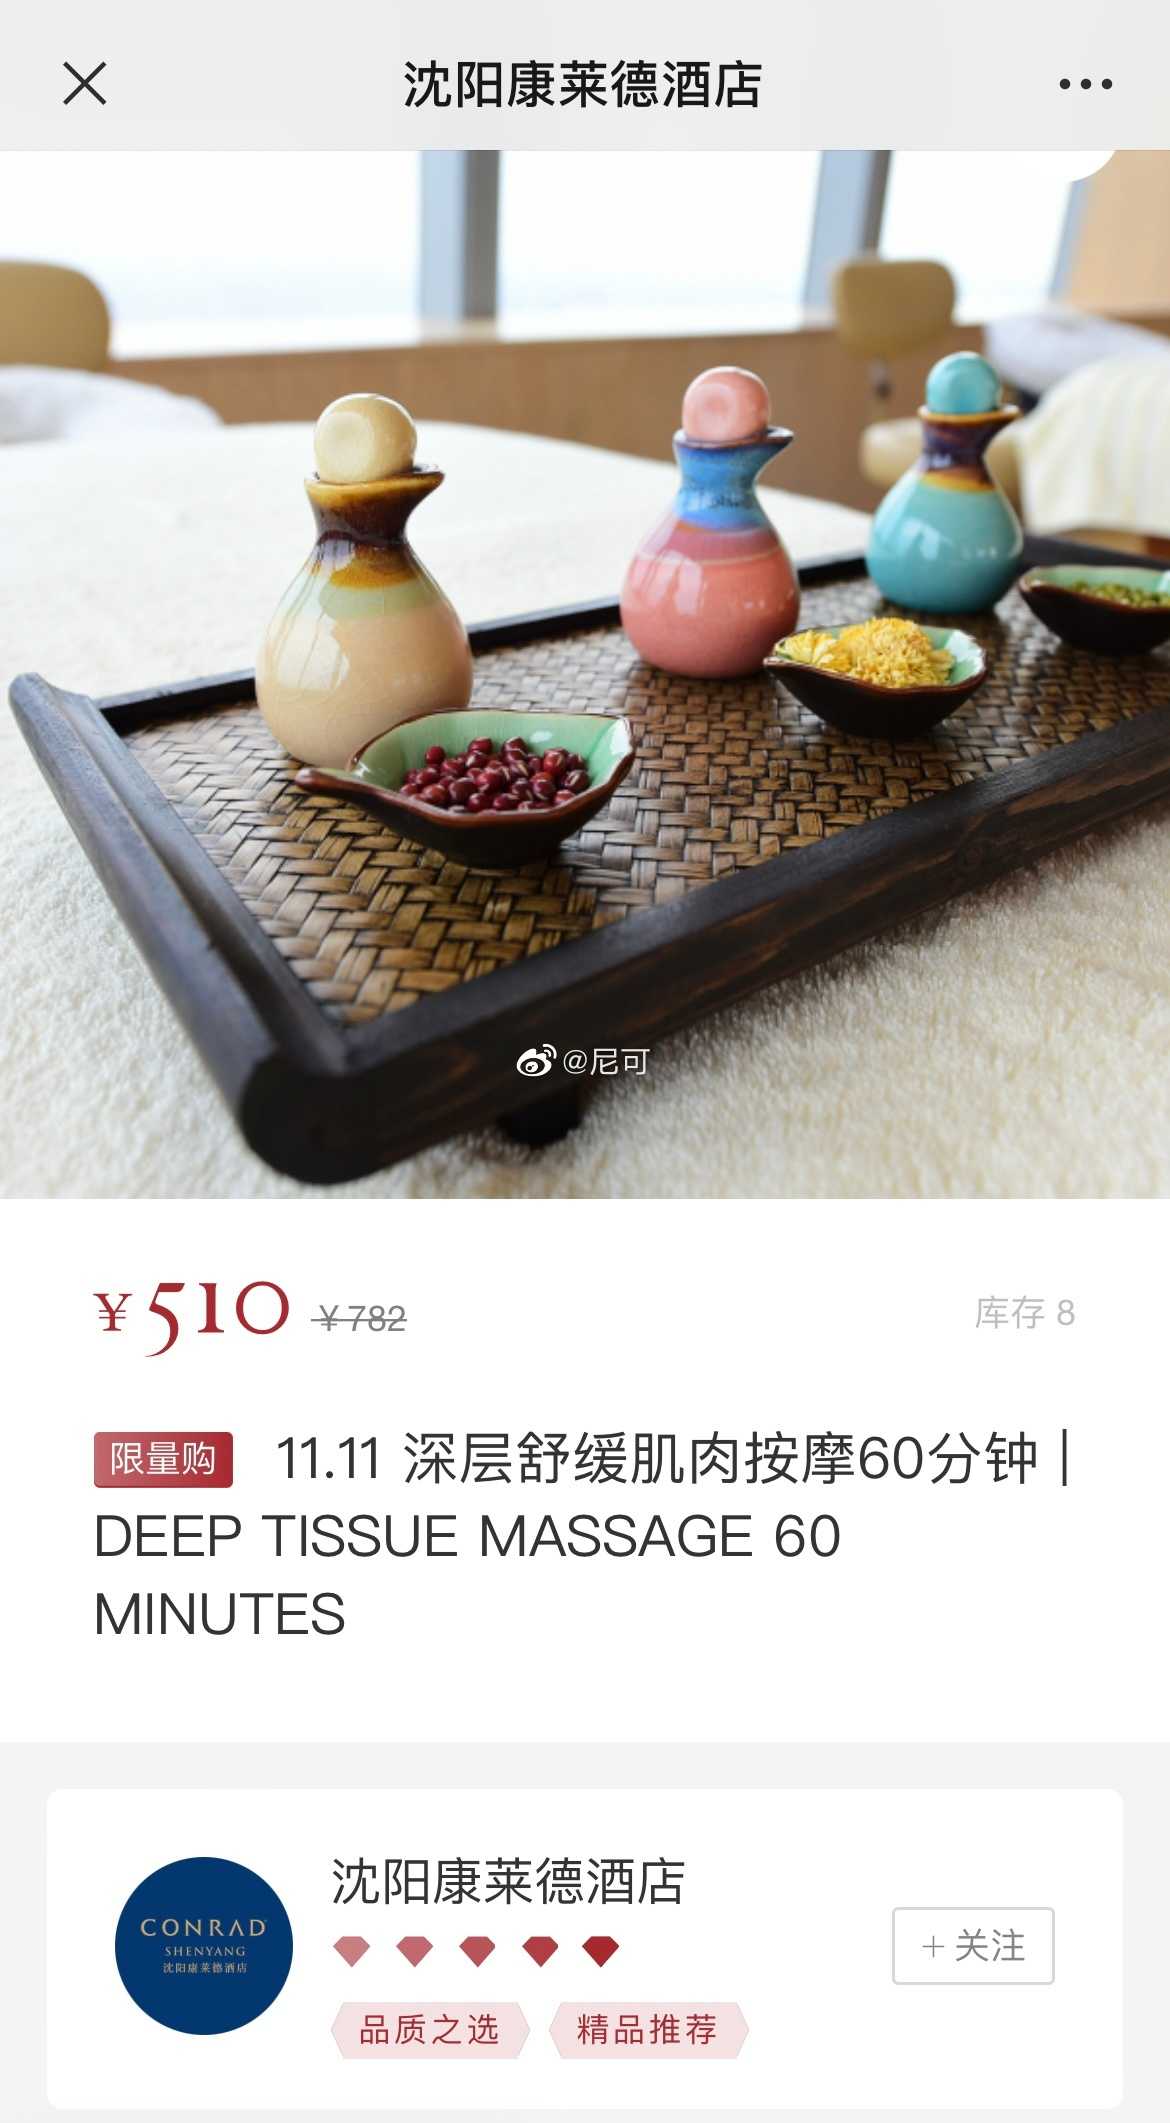 沈阳康莱德酒店
@尼可
¥510 ¥782
库存 8
限量购 11.11 深层舒缓肌肉按摩60分钟 |
DEEP TISSUE MASSAGE 60
MINUTES
CONRAD
SHENYANG
沈阳康莱德酒店
沈阳康莱德酒店
品质之选 精品推荐
+ 关注